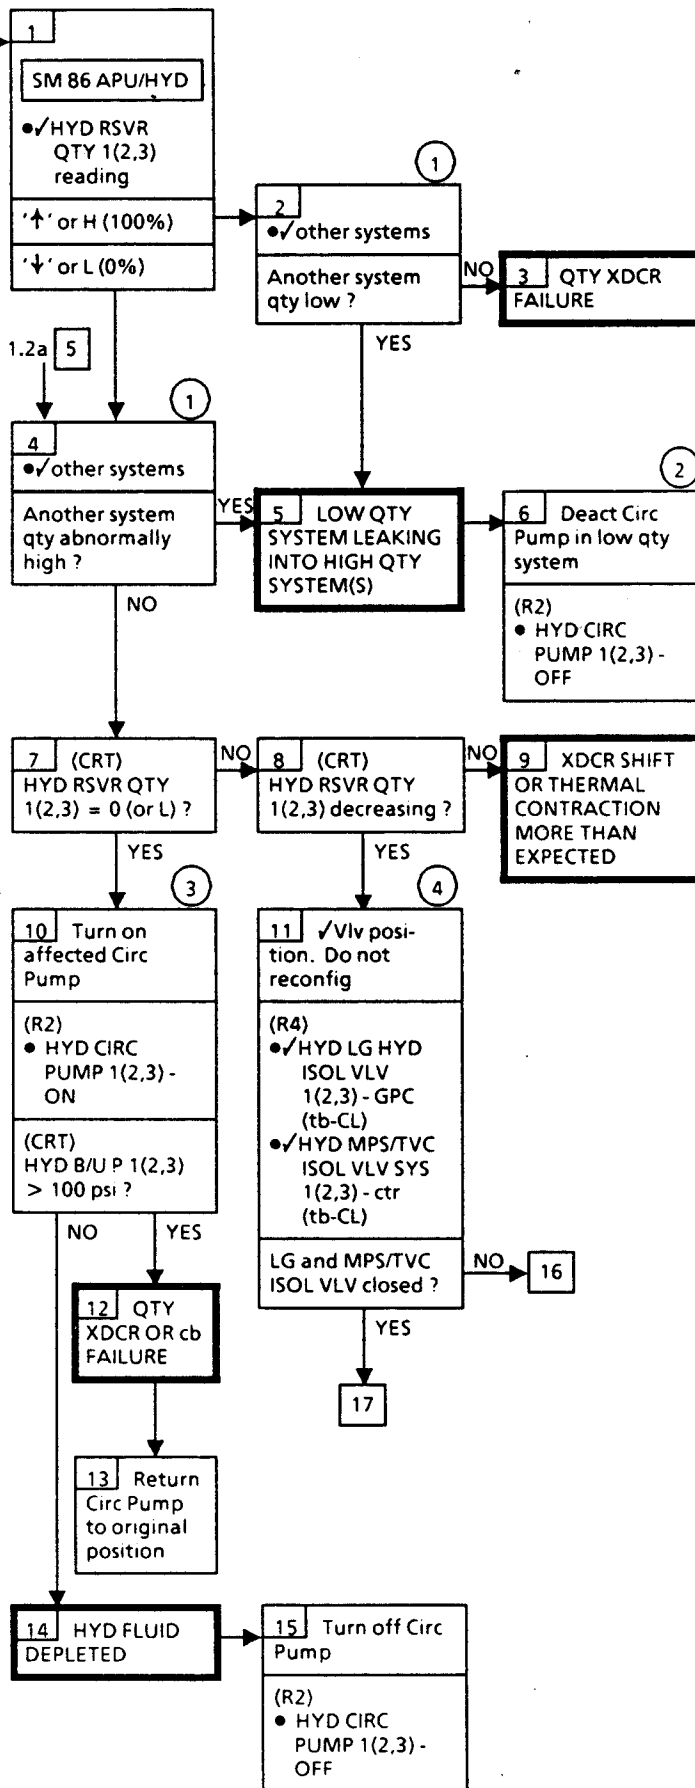 1
SM 86 APU/HYD
●✓HYD RSVR
QTY 1(2,3)
reading
'↑' or H (100%)
'↓' or L (0%)
1
2
●✓other systems
Another system
qty low ?
NO
3 QTY XDCR
FAILURE
YES
1.2a 5
1
4
●✓other systems
Another system
qty abnormally
high ?
YES
5 LOW QTY
SYSTEM LEAKING
INTO HIGH QTY
SYSTEM(S)
2
6 Deact Circ
Pump in low qty
system
(R2)
● HYD CIRC
PUMP 1(2,3) -
OFF
NO
7 (CRT)
HYD RSVR QTY
1(2,3) = 0 (or L) ?
NO
8 (CRT)
HYD RSVR QTY
1(2,3) decreasing ?
NO
9 XDCR SHIFT
OR THERMAL
CONTRACTION
MORE THAN
EXPECTED
YES
YES
3
10 Turn on
affected Circ
Pump
(R2)
● HYD CIRC
PUMP 1(2,3) -
ON
(CRT)
HYD B/U P 1(2,3)
> 100 psi ?
4
11 ✓Vlv posi-
tion. Do not
reconfig
(R4)
●✓HYD LG HYD
ISOL VLV
1(2,3) - GPC
(tb-CL)
●✓HYD MPS/TVC
ISOL VLV SYS
1(2,3) - ctr
(tb-CL)
LG and MPS/TVC
ISOL VLV closed ?
NO
16
YES
17
NO
YES
12 QTY
XDCR OR cb
FAILURE
13 Return
Circ Pump
to original
position
14 HYD FLUID
DEPLETED
15 Turn off Circ
Pump
(R2)
● HYD CIRC
PUMP 1(2,3) -
OFF